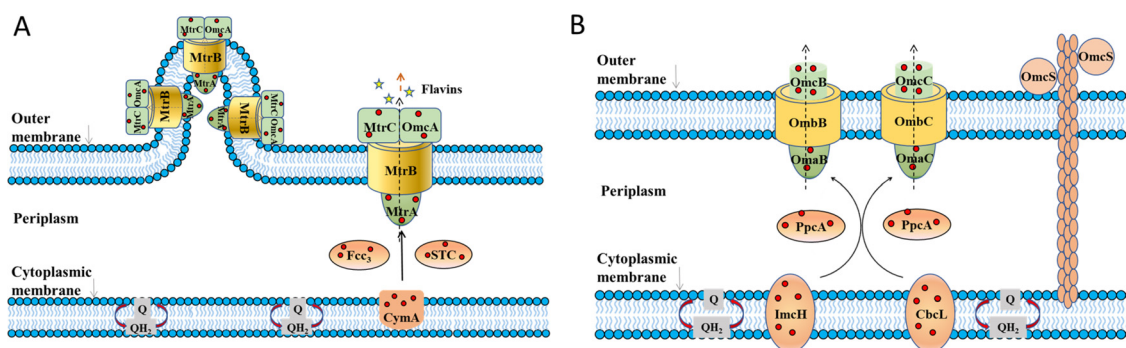 A
MtrC OmcA
MtrB
MtrA
OmcA
MtrC
MtrB
MtrA
MtrB
MtrC
OmcA
Flavins
MtrC OmcA
MtrB
MtrA
Outer
membrane
Periplasm
Fcc3
STC
Cytoplasmic
membrane
Q
QH2
Q
QH2
CymA
B
Outer
membrane
OmcB
OmcC
OmcS
OmcS
OmbB
OmbC
OmaB
OmaC
Periplasm
PpcA
PpcA
Cytoplasmic
membrane
Q
QH2
ImcH
CbcL
Q
QH2